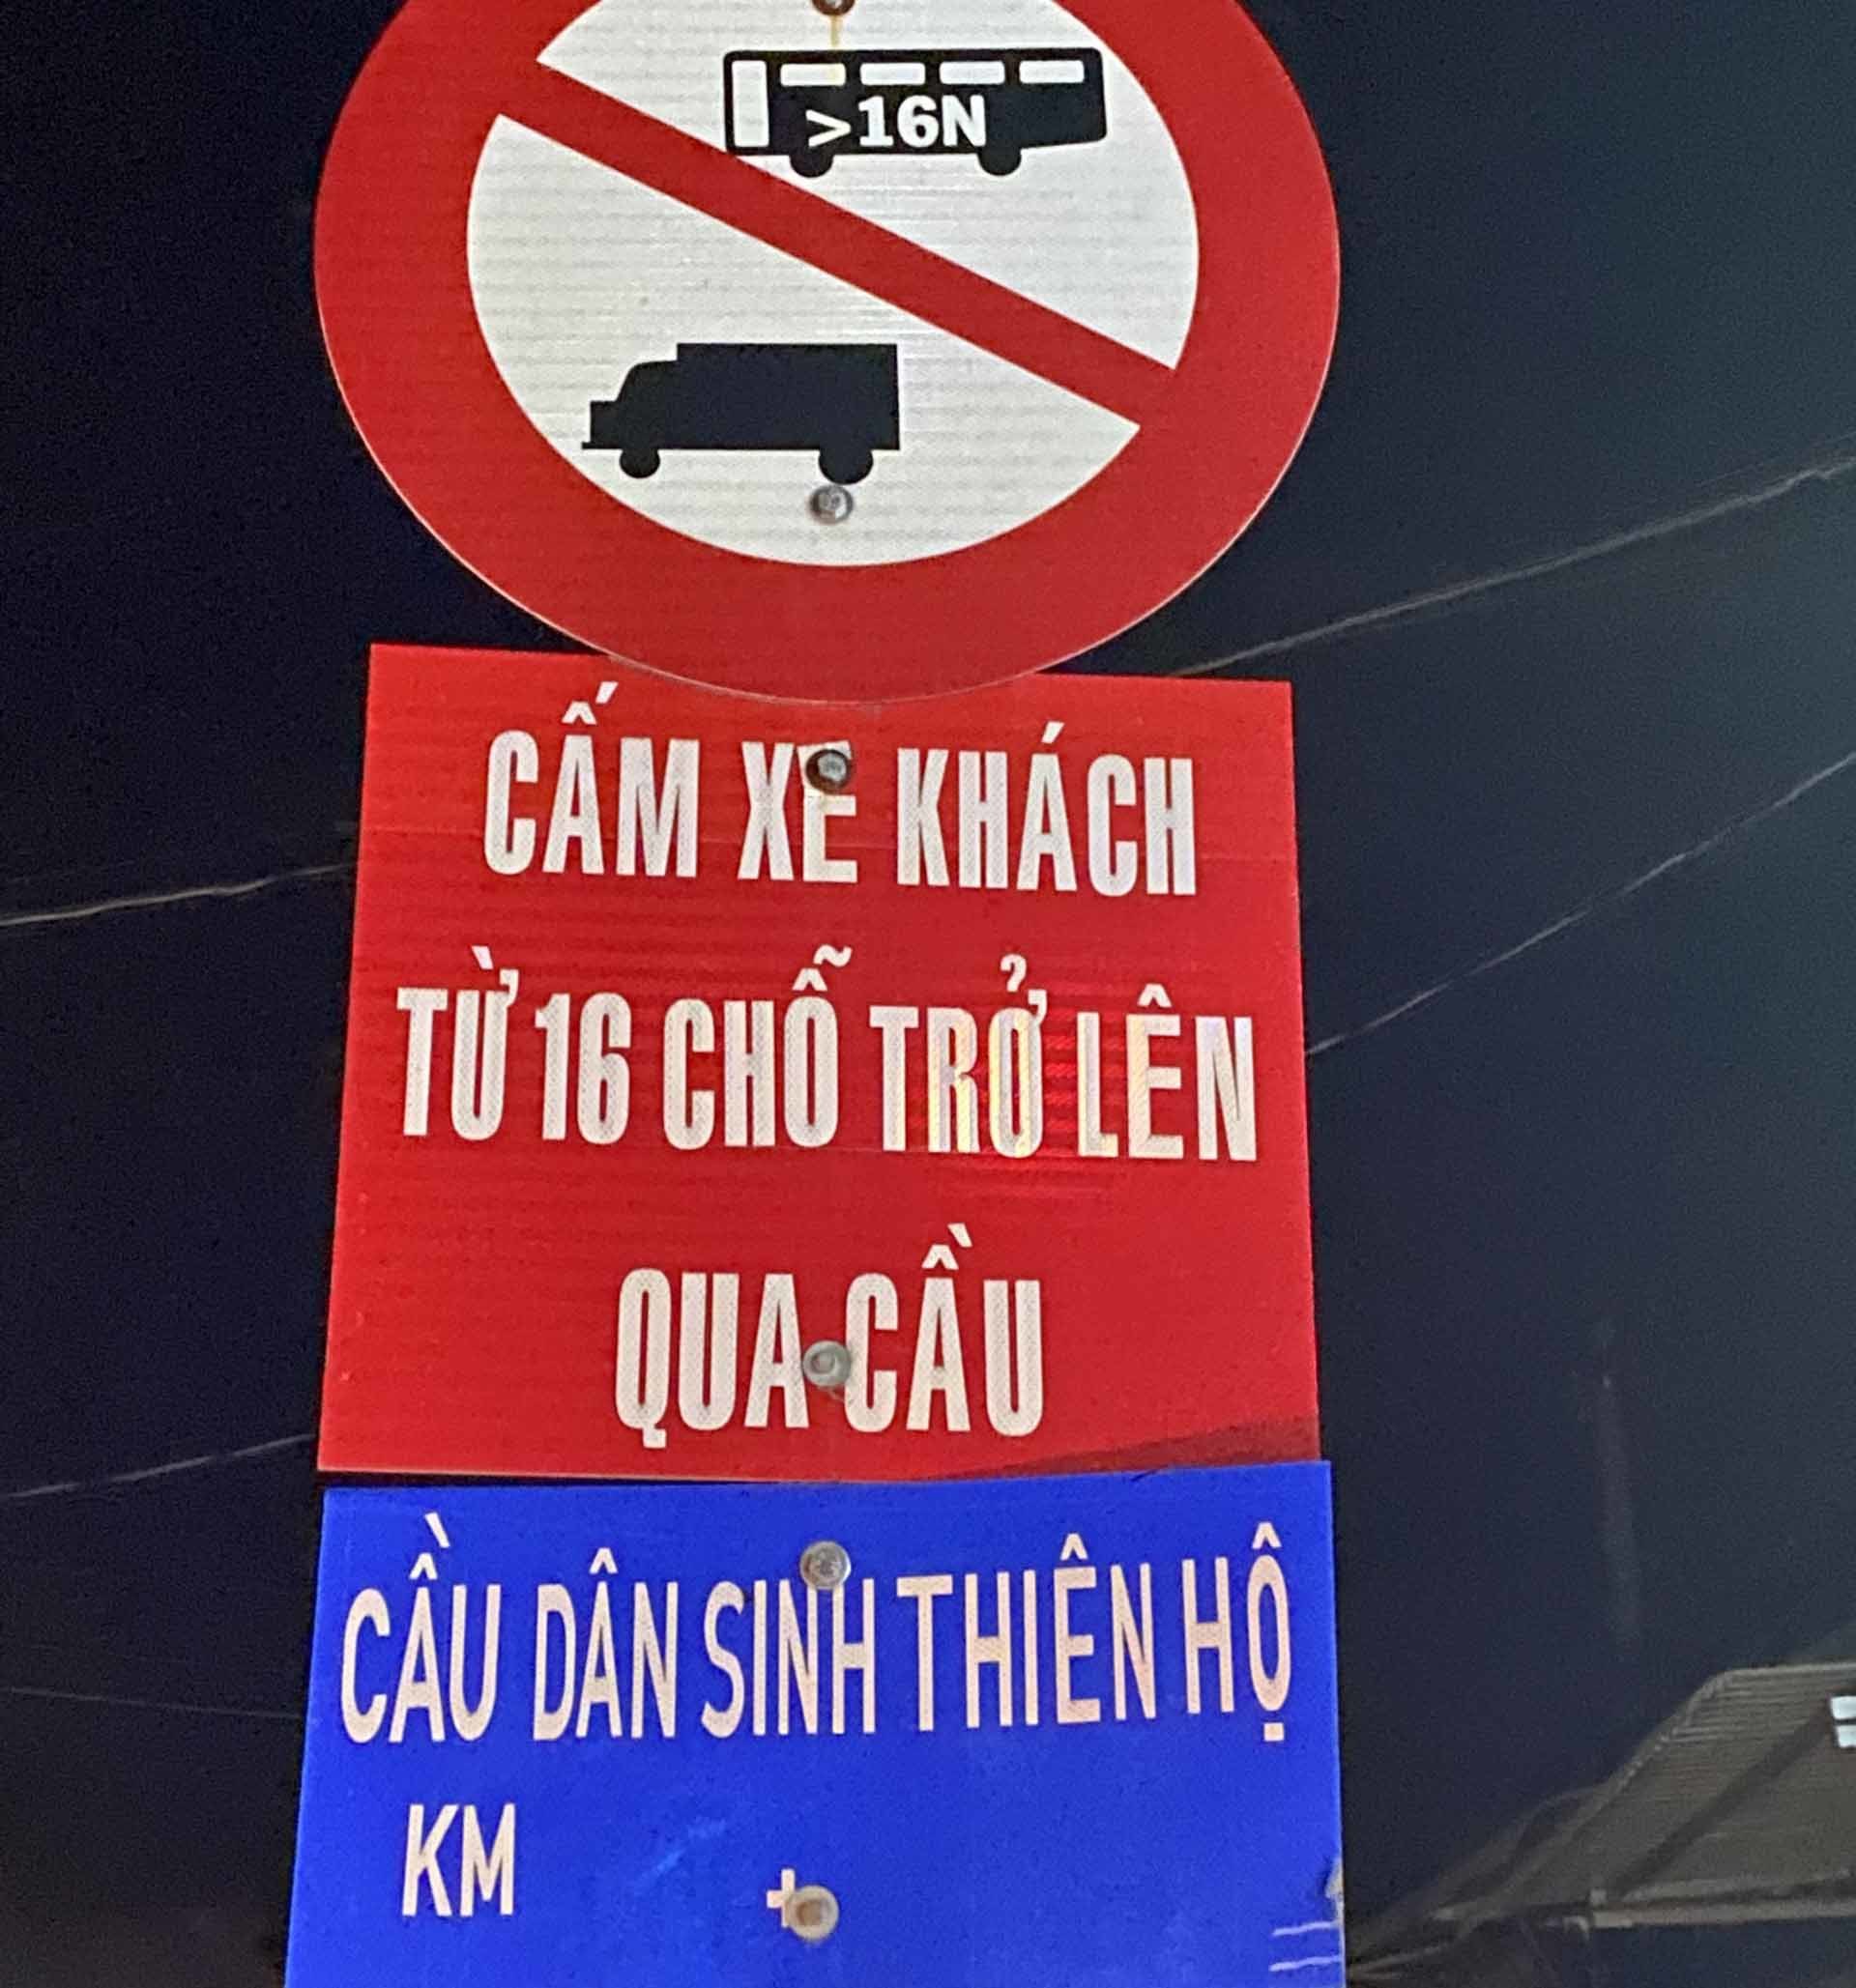 >16N
CẤM XE KHÁCH
TỪ 16 CHỖ TRỞ LÊN
QUA CẦU
CẦU DÂN SINH THIÊN HỘ
KM +